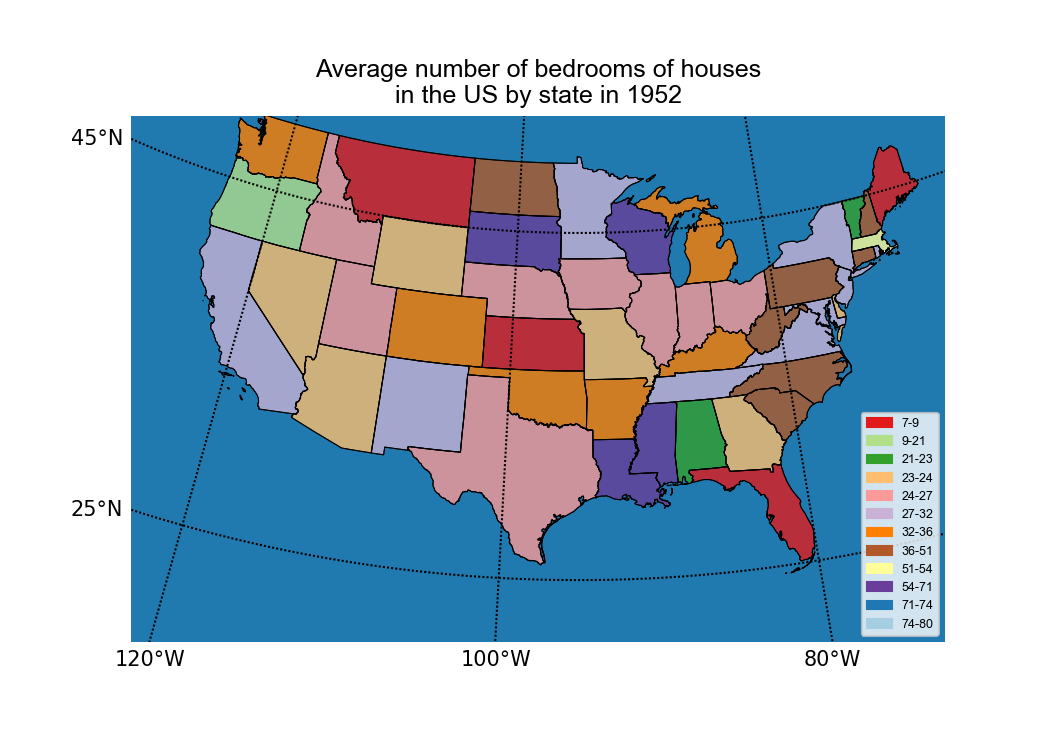 Average number of bedrooms of houses
in the US by state in 1952
45°N
25°N
120°W
100°W
80°W
7-9
9-21
21-23
23-24
24-27
27-32
32-36
36-51
51-54
54-71
71-74
74-80